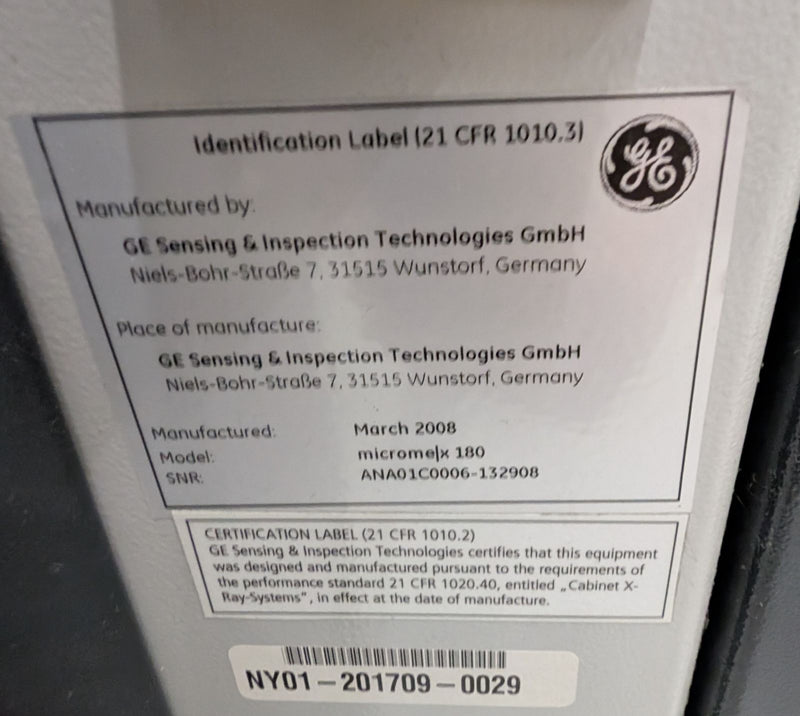 Identification Label (21 CFR 1010.3)
GE
Manufactured by:
GE Sensing & Inspection Technologies GmbH
Niels-Bohr-Straße 7, 31515 Wunstorf, Germany
Place of manufacture:
GE Sensing & Inspection Technologies GmbH
Niels-Bohr-Straße 7, 31515 Wunstorf, Germany
Manufactured: March 2008
Model: microme|x 180
SNR: ANA01C0006-132908
CERTIFICATION LABEL (21 CFR 1010.2)
GE Sensing & Inspection Technologies certifies that this equipment
was designed and manufactured pursuant to the requirements of
the performance standard 21 CFR 1020.40, entitled „Cabinet X-
Ray-Systems", in effect at the date of manufacture.
NY01-201709-0029